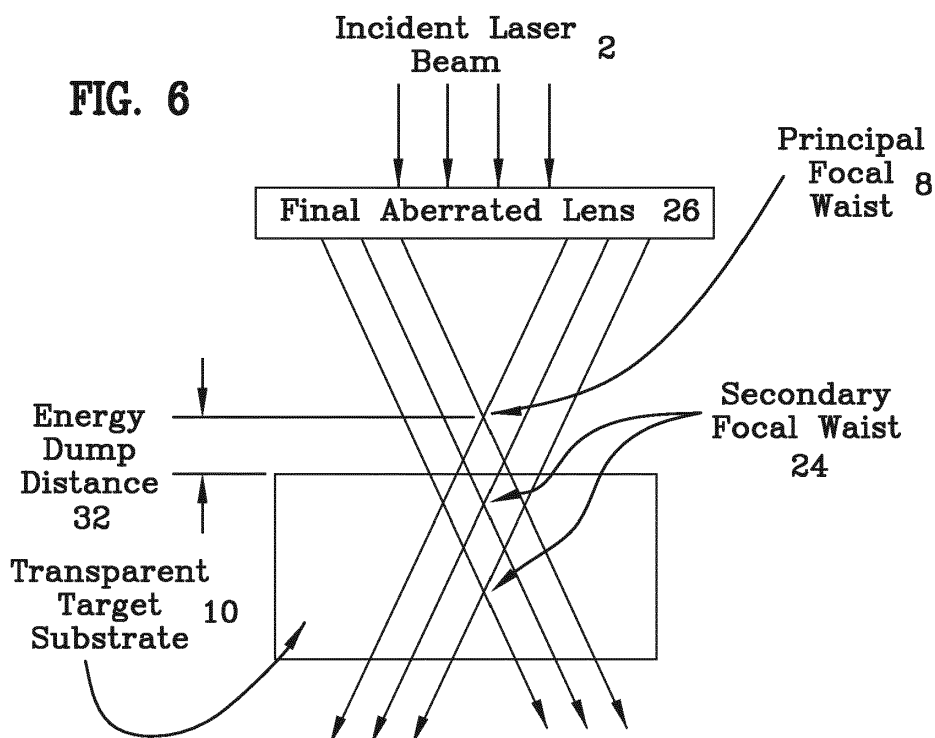 FIG. 6
Incident Laser
Beam
2
Final Aberrated Lens 26
Principal
Focal
Waist
8
Energy
Dump
Distance
32
Secondary
Focal Waist
24
Transparent
Target
Substrate
10